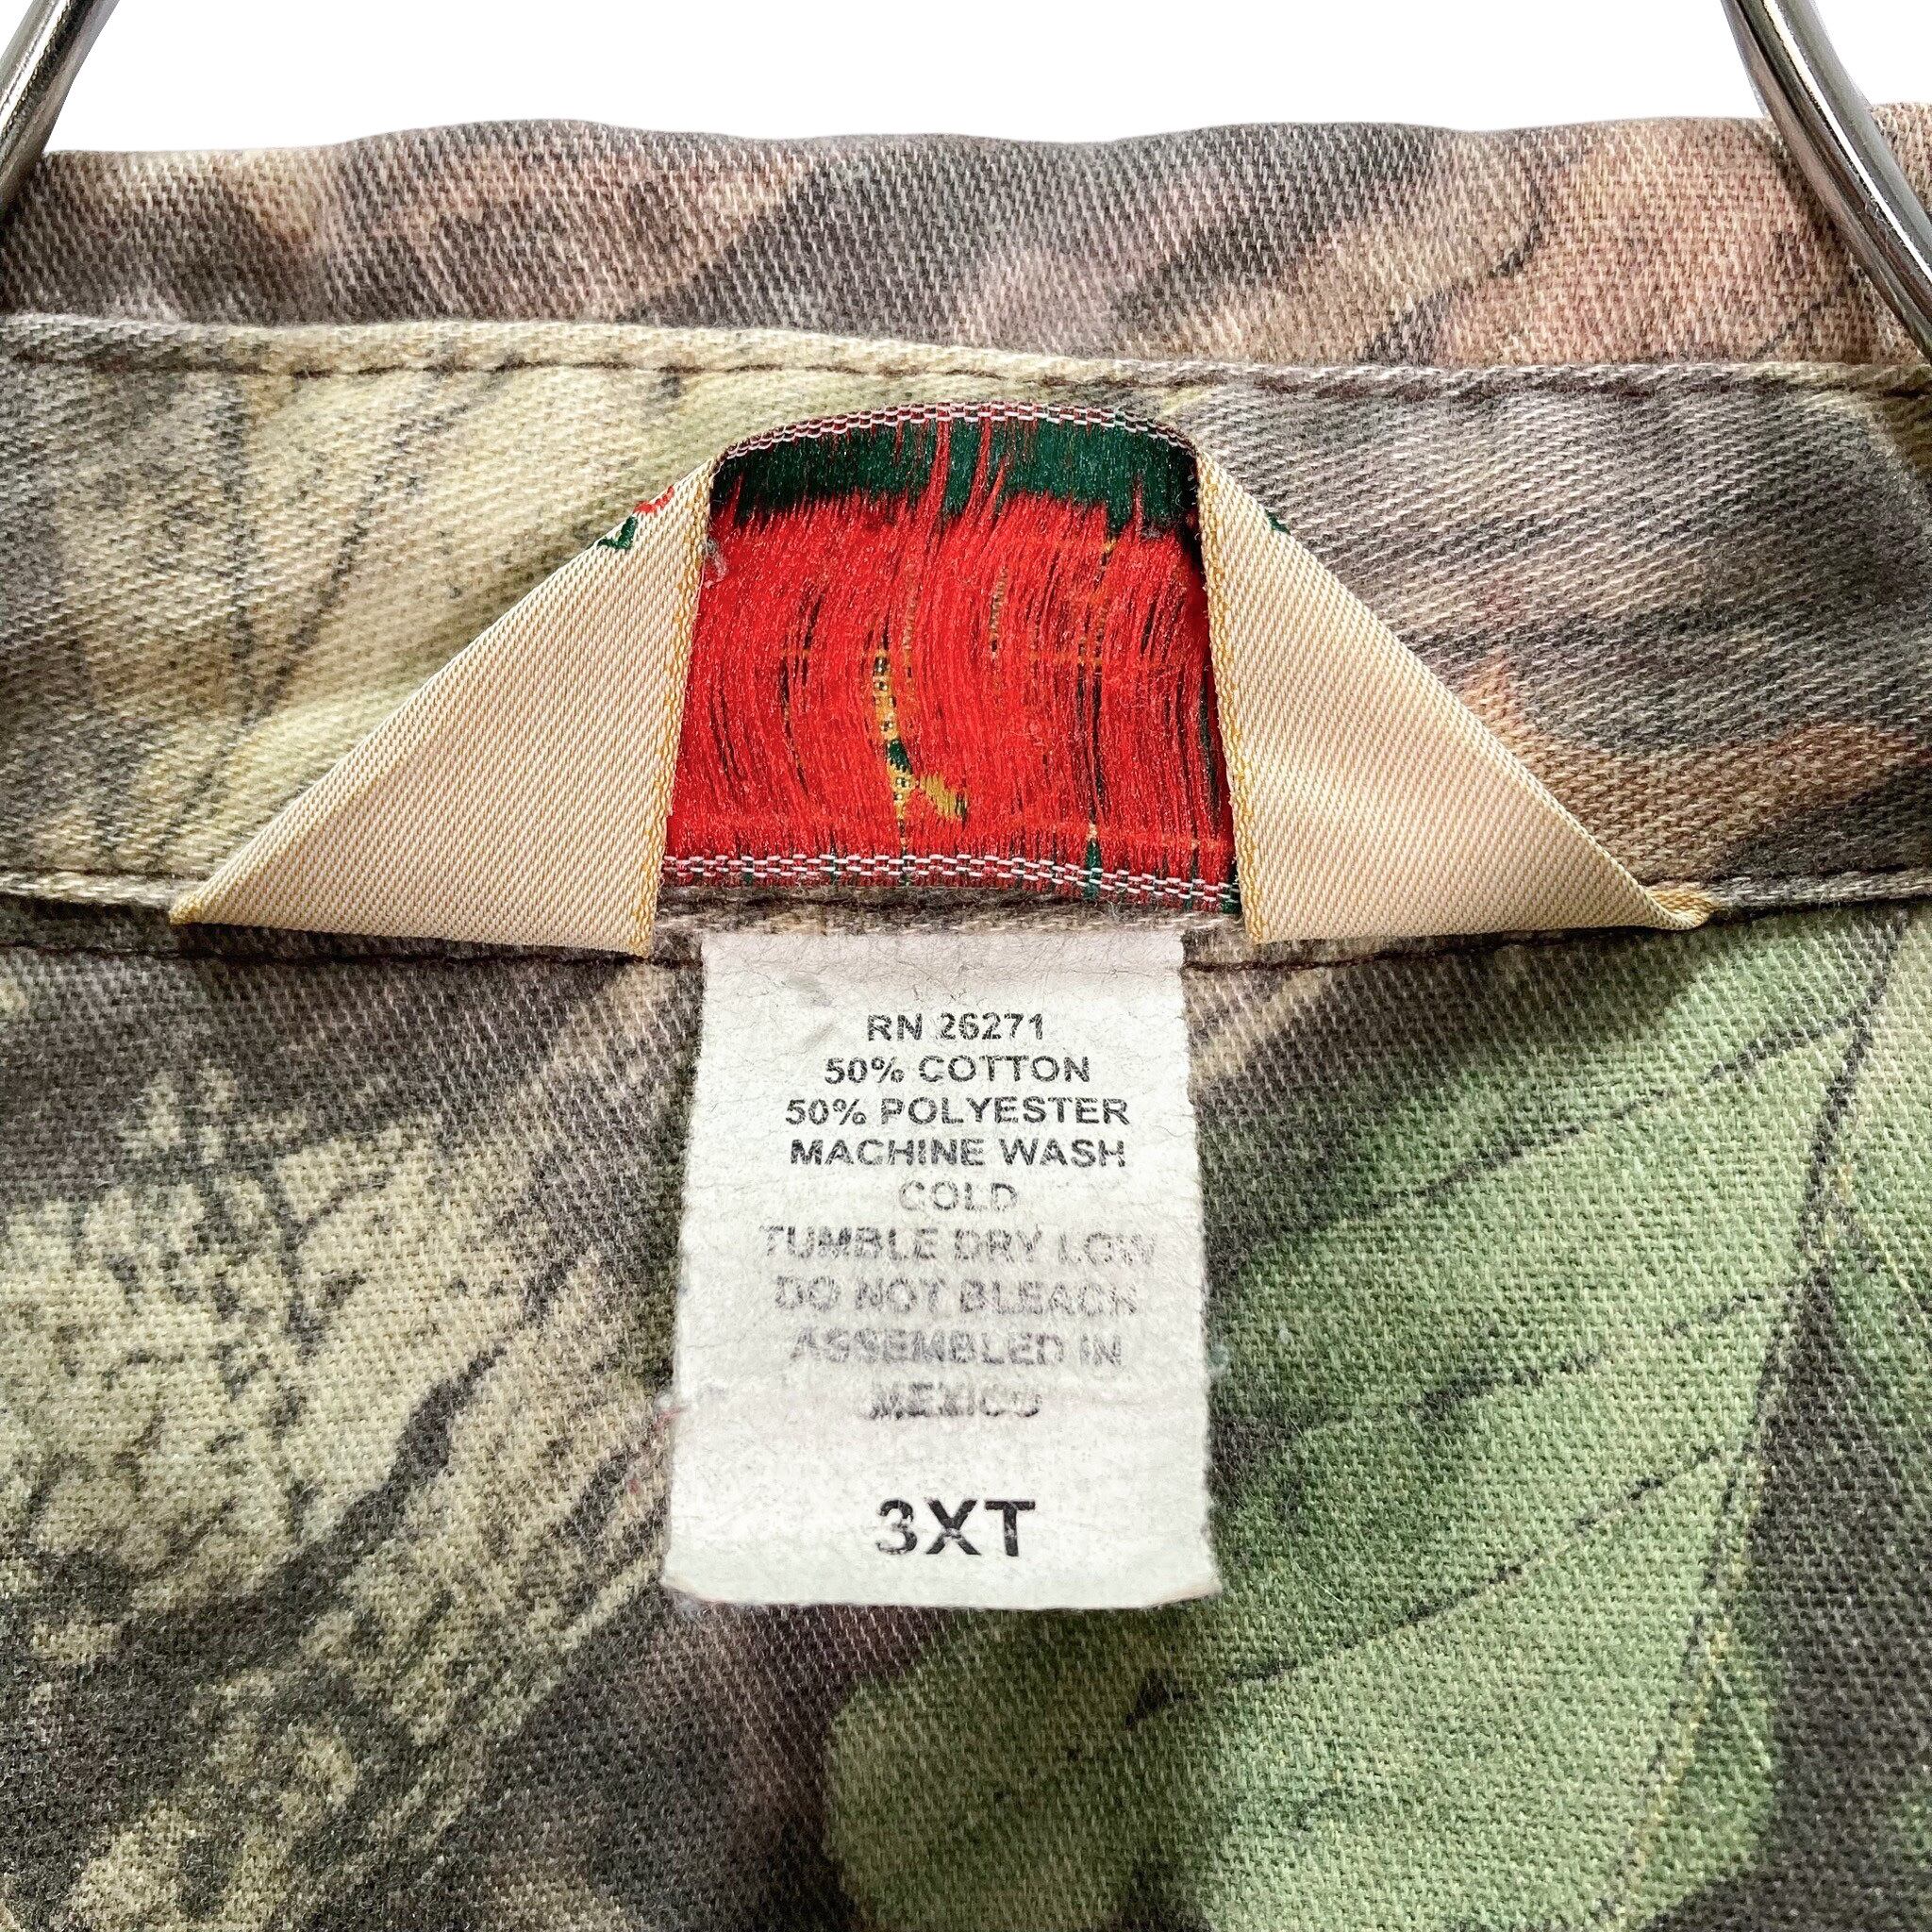 RN 26271
50% COTTON
50% POLYESTER
MACHINE WASH
COLD
TUMBLE DRY LOW
DO NOT BLEACH
ASSEMBLED IN
MEXICO
3XT